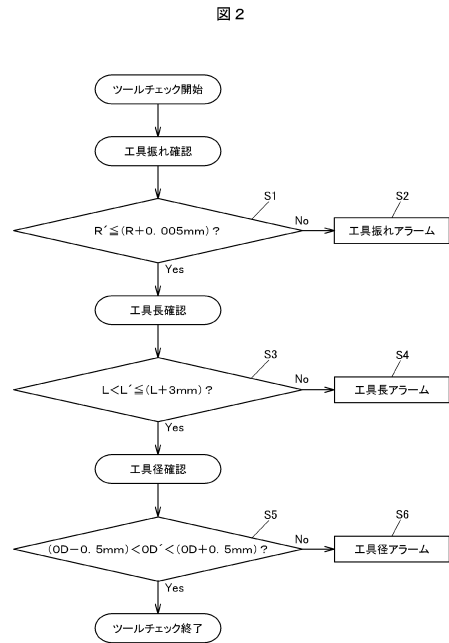 図2
ツールチェック開始
工具振れ確認
S1
R´≦(R+0.005mm)?
No
S2
工具振れアラーム
Yes
工具長確認
S3
L<L´≦(L+3mm)?
No
S4
工具長アラーム
Yes
工具径確認
S5
(OD-0.5mm)<OD´<(OD+0.5mm)?
No
S6
工具径アラーム
Yes
ツールチェック終了